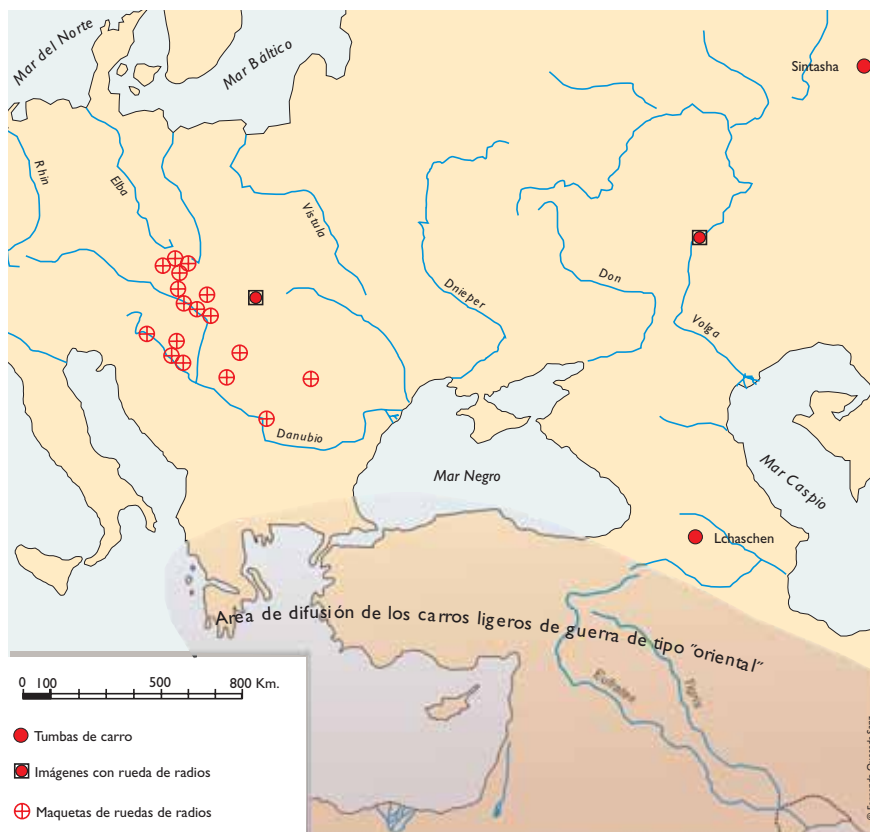 Mar del Norte
Mar Báltico
Sintasha
Rhin
Elba
Vistula
Dnieper
Don
Volga
Danubio
Mar Negro
Mar Caspio
Lchaschen
Area de difusión de los carros ligeros de guerra de tipo "oriental"
Eufrates
Tigris
0 100 500 800 Km.
Tumbas de carro
Imágenes con rueda de radios
Maquetas de ruedas de radios